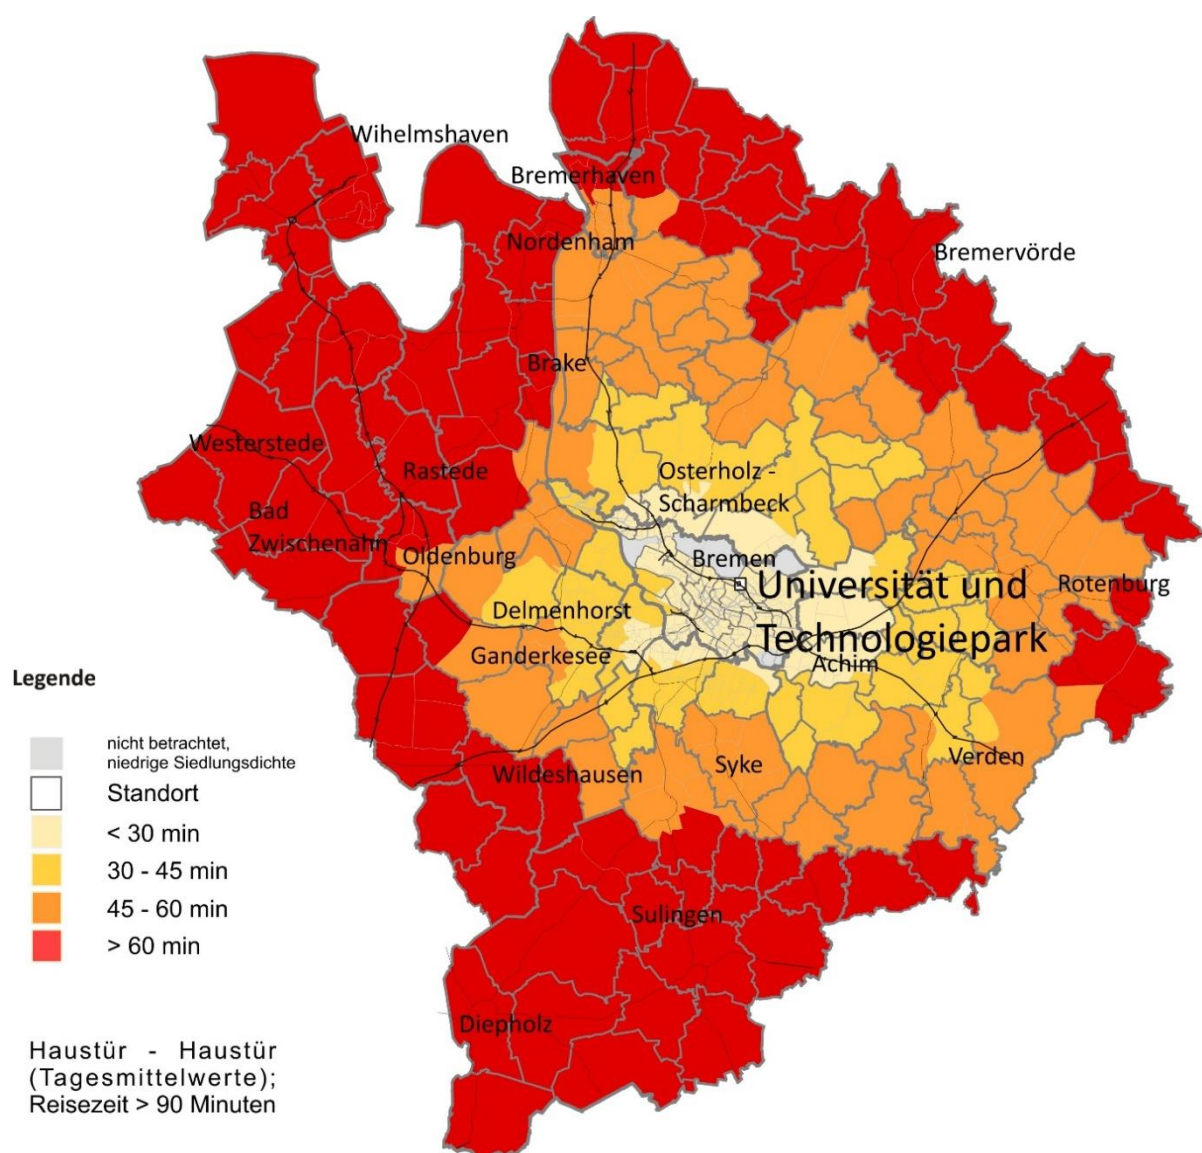 Wihelmshaven
Bremerhaven
Nordenham
Bremervörde
Brake
Westerstede
Rastede
Osterholz -
Scharmbeck
Bad
Zwischenahn
Oldenburg
Bremen
Universität und
Technologiepark
Rotenburg
Delmenhorst
Ganderkesee
Achim
Wildeshausen
Syke
Verden
Sulingen
Diepholz
Legende
nicht betrachtet,
niedrige Siedlungsdichte
Standort
< 30 min
30 - 45 min
45 - 60 min
> 60 min
Haustür - Haustür
(Tagesmittelwerte);
Reisezeit > 90 Minuten